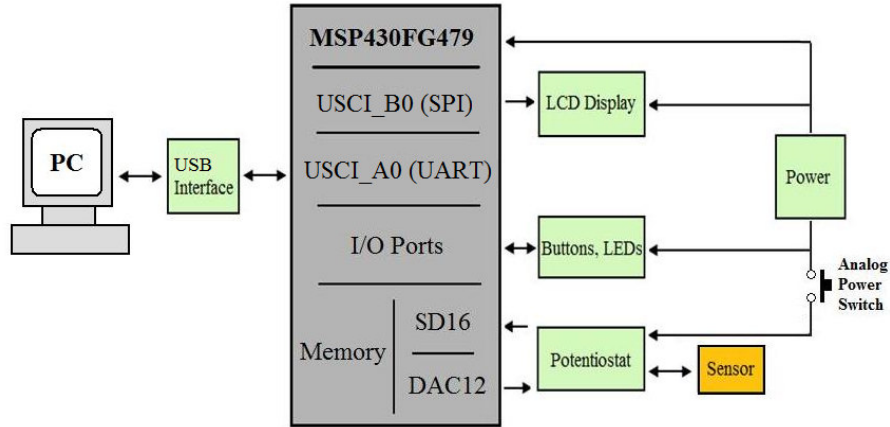 MSP430FG479
USCI_B0 (SPI)
LCD Display
PC
USB
Interface
USCI_A0 (UART)
Power
I/O Ports
Buttons, LEDs
Analog
Power
Switch
Memory
SD16
DAC12
Potentiostat
Sensor